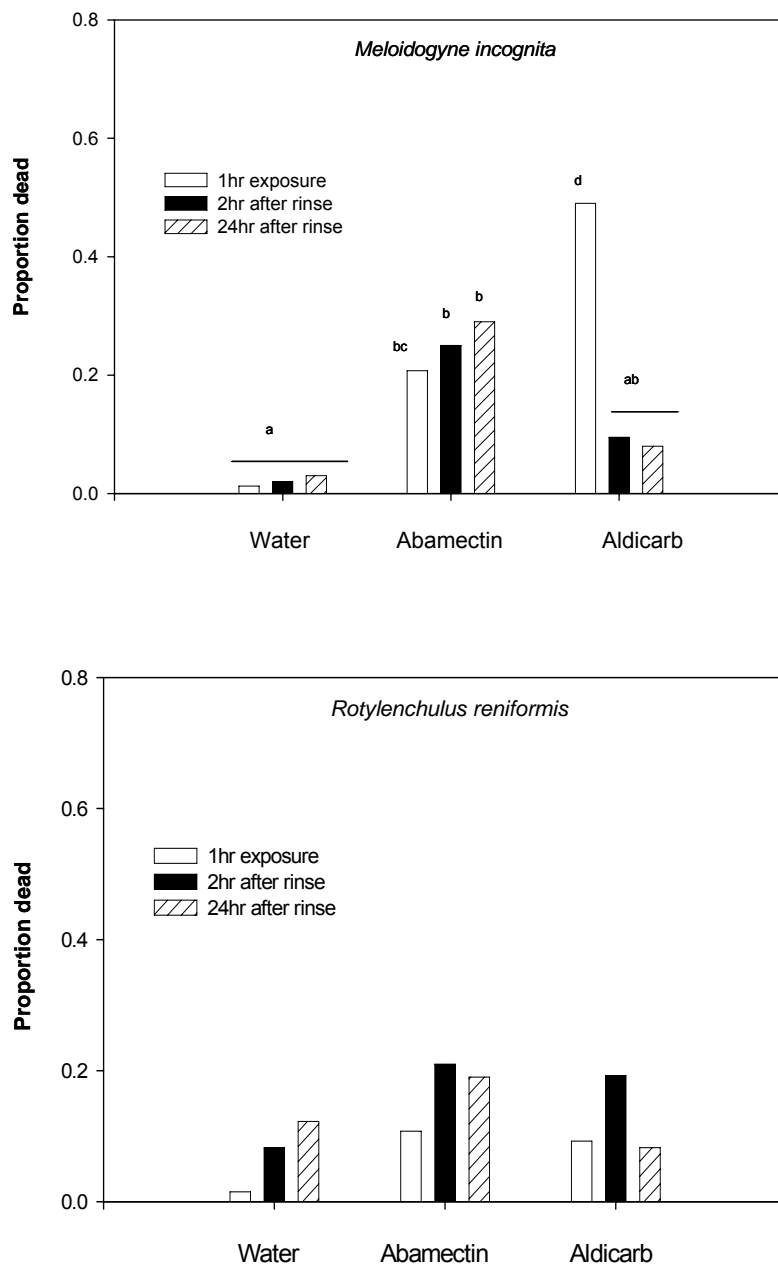 0.8
Meloidogyne incognita
0.6
1hr exposure
d
2hr after rinse
24hr after rinse
Proportion dead
0.4
b
b
bc
0.2
ab
a
0.0
Water Abamectin Aldicarb
0.8
Rotylenchulus reniformis
0.6
1hr exposure
2hr after rinse
24hr after rinse
Proportion dead
0.4
0.2
0.0
Water Abamectin Aldicarb